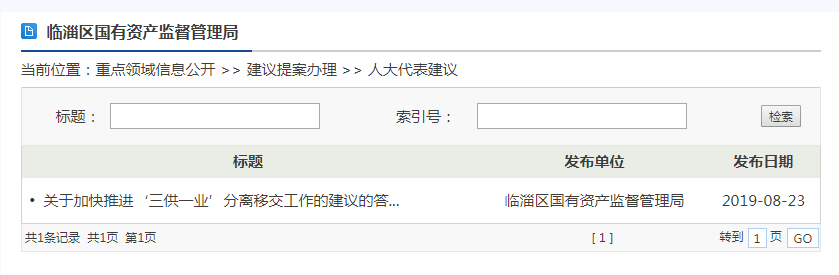 临淄区国有资产监督管理局
当前位置：重点领域信息公开 >> 建议提案办理 >> 人大代表建议
标题： 索引号： 检索
标题 发布单位 发布日期
• 关于加快推进‘三供一业’分离移交工作的建议的答... 临淄区国有资产监督管理局 2019-08-23
共1条记录 共1页 第1页 [ 1 ] 转到 1 页 GO